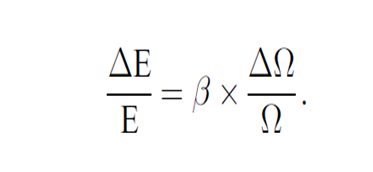 ΔE/E = β × ΔΩ/Ω.